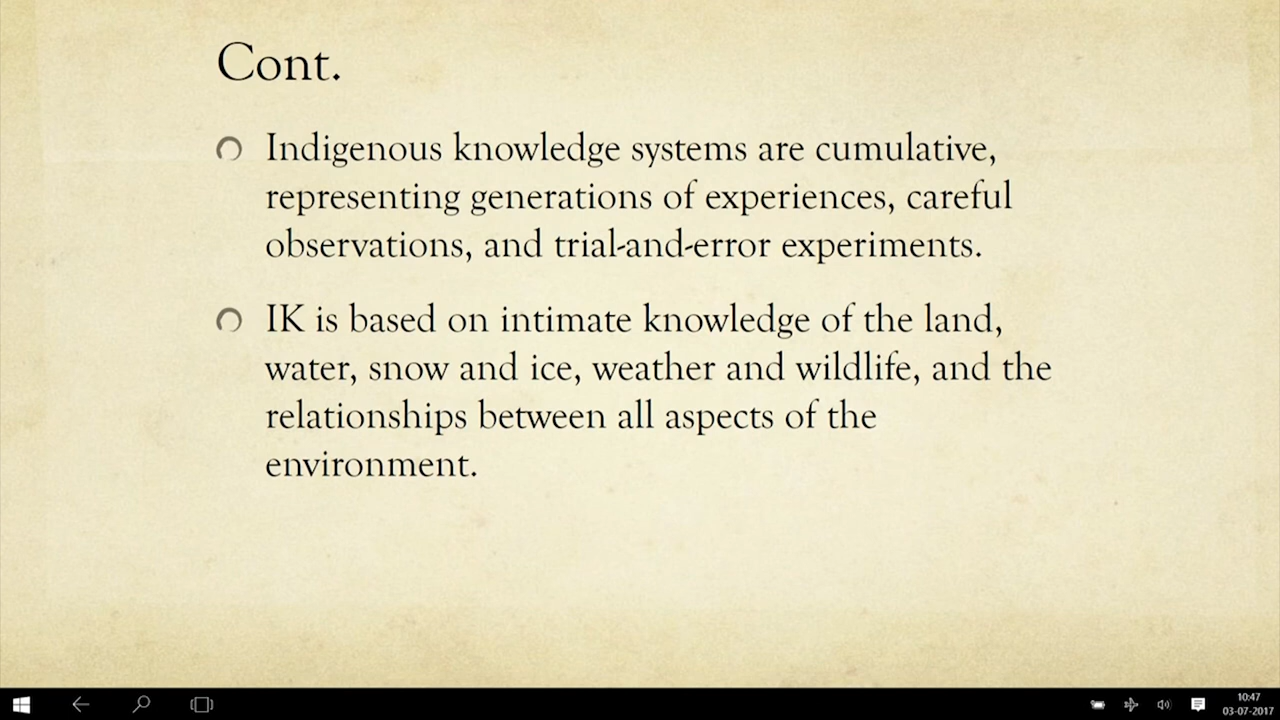 Cont.
Indigenous knowledge systems are cumulative,
representing generations of experiences, careful
observations, and trial-and-error experiments.
IK is based on intimate knowledge of the land,
water, snow and ice, weather and wildlife, and the
relationships between all aspects of the
environment.
10:47
03-07-2017